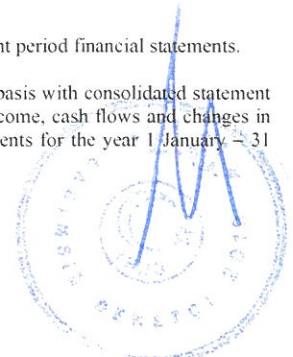 nt period financial statements.
basis with consolidated statement
come, cash flows and changes in
ents for the year 1 January – 31